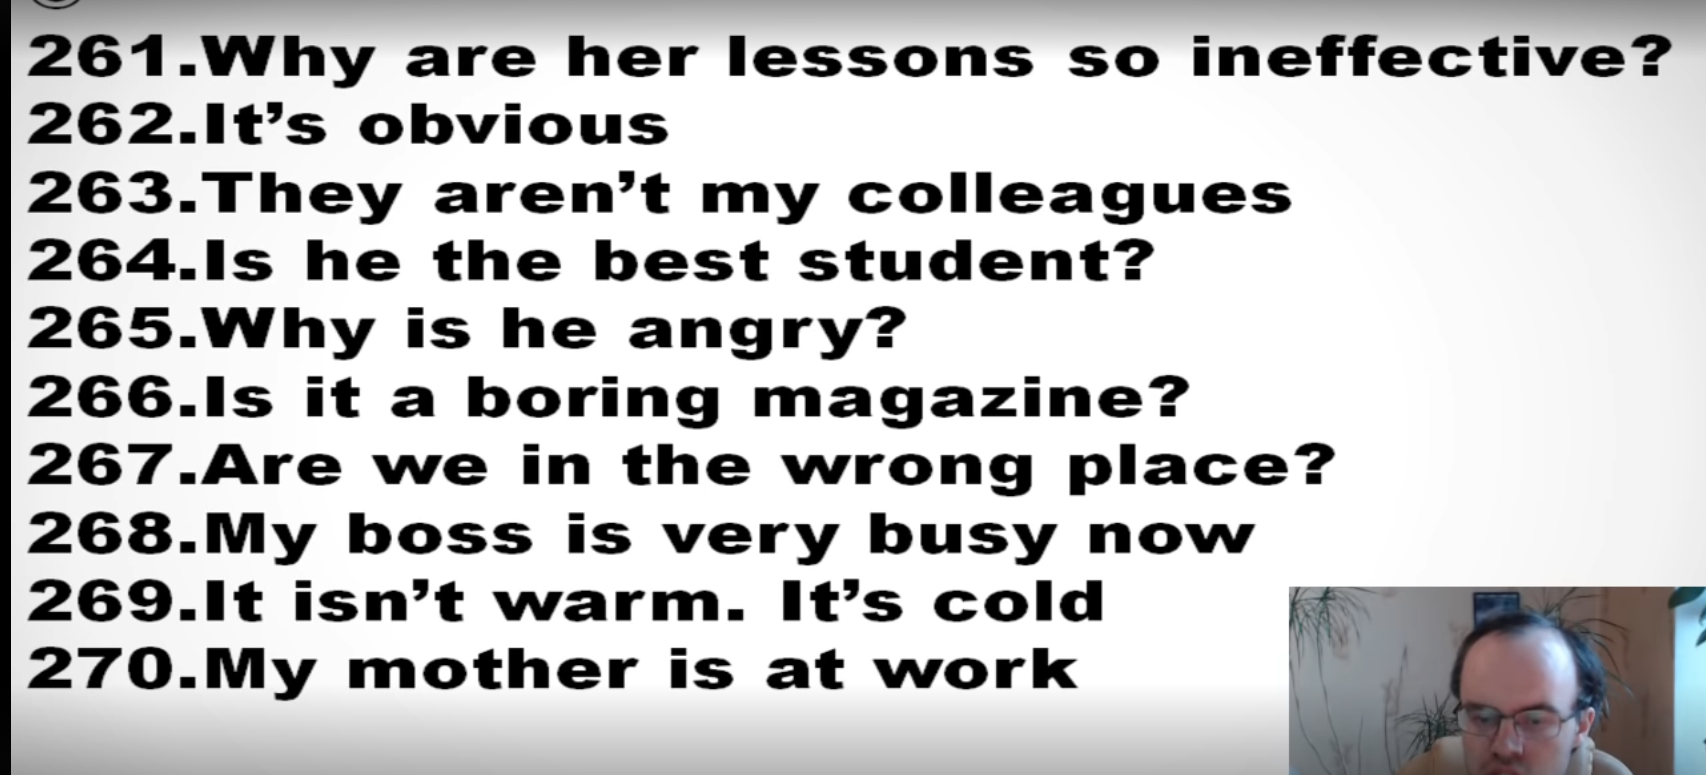 261.Why are her lessons so ineffective?
262.It’s obvious
263.They aren’t my colleagues
264.Is he the best student?
265.Why is he angry?
266.Is it a boring magazine?
267.Are we in the wrong place?
268.My boss is very busy now
269.It isn’t warm. It’s cold
270.My mother is at work